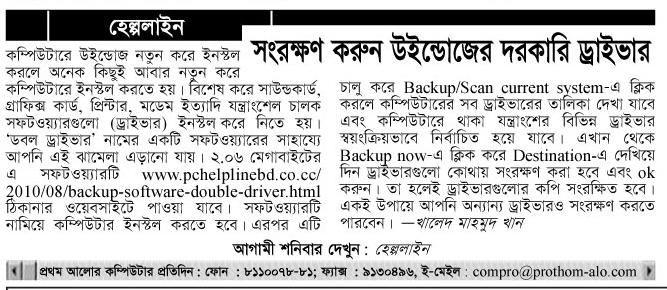 হেল্পলাইন
সংরক্ষণ করুন উইন্ডোজের দরকারি ড্রাইভার
কম্পিউটারে উইন্ডোজ নতুন করে ইনস্টল
করলে অনেক কিছুই আবার নতুন করে
কম্পিউটারে ইনস্টল করতে হয়। বিশেষ করে সাউন্ডকার্ড,
গ্রাফিক্স কার্ড, প্রিন্টার, মডেম ইত্যাদি যন্ত্রাংশেল চালক
সফটওয়্যারগুলো (ড্রাইভার) ইনস্টল করে নিতে হয়।
‘ডবল ড্রাইভার’ নামের একটি সফটওয়্যারের সাহায্যে
আপনি এই ঝামেলা এড়ানো যায়। ২.০৬ মেগাবাইটের
এ সফটওয়্যারটি www.pchelplinebd.co.cc/
2010/08/backup-software-double-driver.html
ঠিকানার ওয়েবসাইটে পাওয়া যাবে। সফটওয়্যারটি
নামিয়ে কম্পিউটার ইনস্টল করতে হবে। এরপর এটি
চালু করে Backup/Scan current system-এ ক্লিক
করলে কম্পিউটারের সব ড্রাইভারের তালিকা দেখা যাবে
এবং কম্পিউটারে থাকা যন্ত্রাংশের বিভিন্ন ড্রাইভার
স্বয়ংক্রিয়ভাবে নির্বাচিত হয়ে যাবে। এখান থেকে
Backup now-এ ক্লিক করে Destination-এ দেখিয়ে
দিন ড্রাইভারগুলো কোথায় সংরক্ষণ করা হবে এবং ok
করুন। তা হলেই ড্রাইভারগুলোর কপি সংরক্ষিত হবে।
একই উপায়ে আপনি অন্যান্য ড্রাইভারও সংরক্ষণ করতে
পারবেন। —খালেদ মাহমুদ খান
আগামী শনিবার দেখুন : হেল্পলাইন
প্রথম আলোর কম্পিউটার প্রতিদিন : ফোন : ৮১১০০৭৮-৮১; ফ্যাক্স : ৯১৩০৪৯৬, ই-মেইল : compro@prothom-alo.com